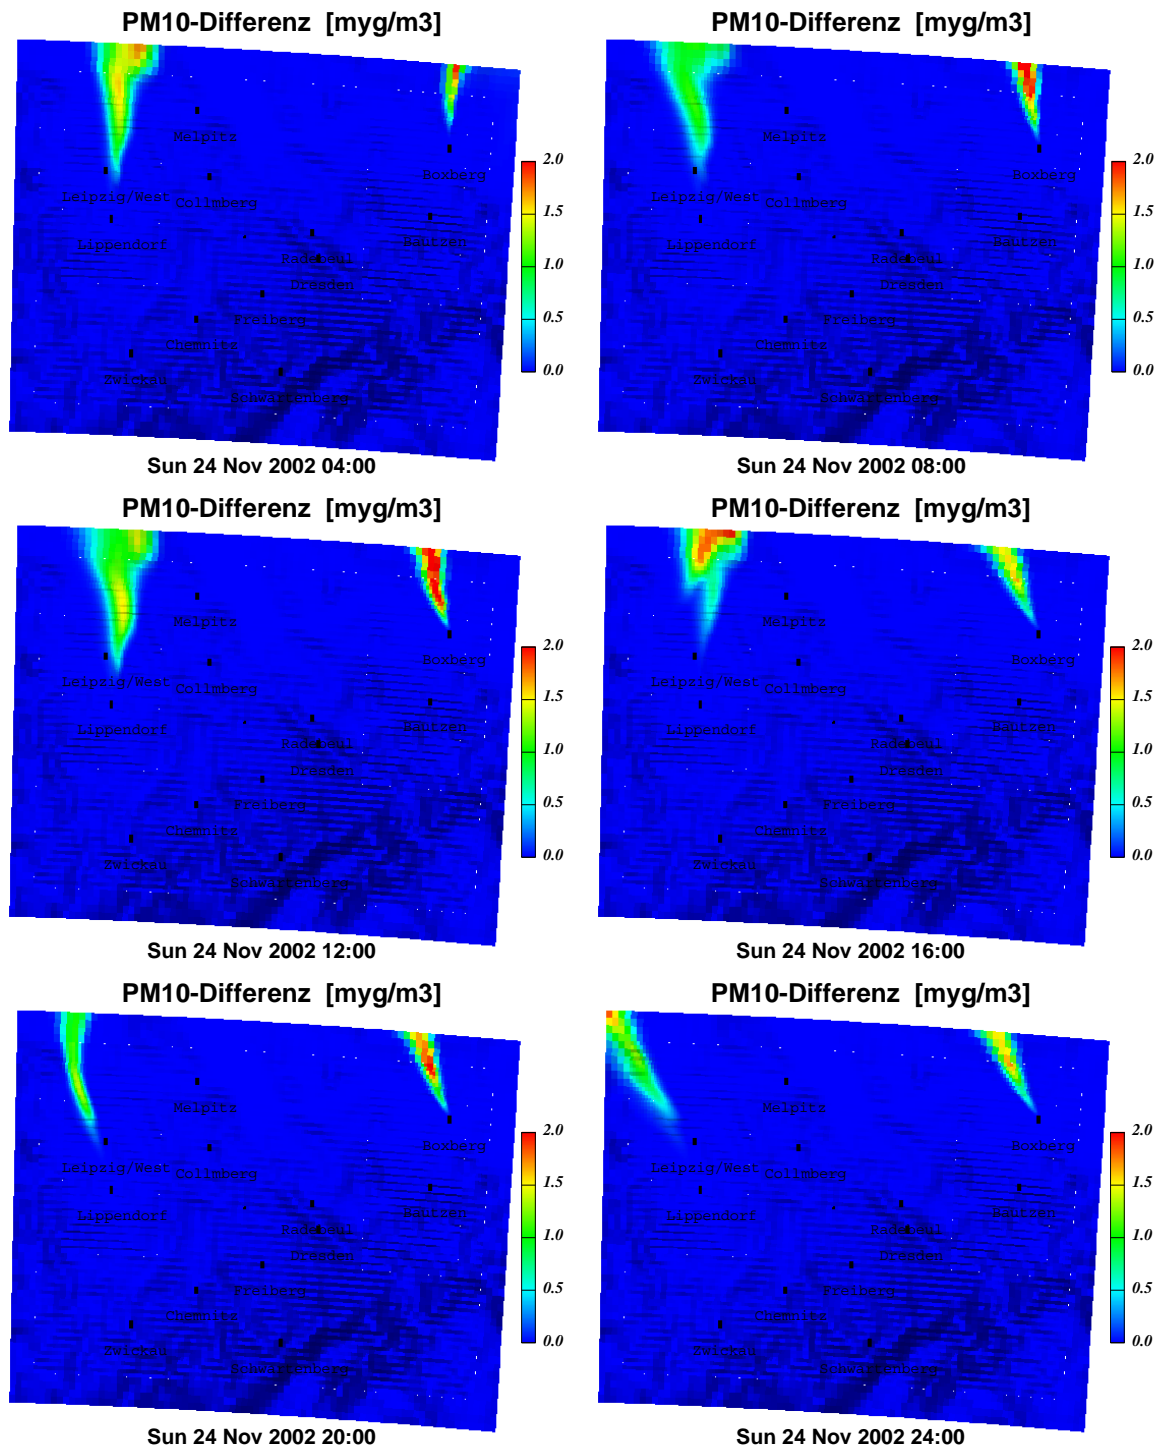 PM10-Differenz [myg/m3]
Melpitz
Boxberg
Leipzig/West
Collmberg
Lippendorf
Bautzen
Radebeul
Dresden
Freiberg
Chemnitz
Zwickau
Schwartenberg
2.0
1.5
1.0
0.5
0.0
Sun 24 Nov 2002 04:00
PM10-Differenz [myg/m3]
Melpitz
Boxberg
Leipzig/West
Collmberg
Lippendorf
Bautzen
Radebeul
Dresden
Freiberg
Chemnitz
Zwickau
Schwartenberg
2.0
1.5
1.0
0.5
0.0
Sun 24 Nov 2002 08:00
PM10-Differenz [myg/m3]
Melpitz
Boxberg
Leipzig/West
Collmberg
Lippendorf
Bautzen
Radebeul
Dresden
Freiberg
Chemnitz
Zwickau
Schwartenberg
2.0
1.5
1.0
0.5
0.0
Sun 24 Nov 2002 12:00
PM10-Differenz [myg/m3]
Melpitz
Boxberg
Leipzig/West
Collmberg
Lippendorf
Bautzen
Radebeul
Dresden
Freiberg
Chemnitz
Zwickau
Schwartenberg
2.0
1.5
1.0
0.5
0.0
Sun 24 Nov 2002 16:00
PM10-Differenz [myg/m3]
Melpitz
Boxberg
Leipzig/West
Collmberg
Lippendorf
Bautzen
Radebeul
Dresden
Freiberg
Chemnitz
Zwickau
Schwartenberg
2.0
1.5
1.0
0.5
0.0
Sun 24 Nov 2002 20:00
PM10-Differenz [myg/m3]
Melpitz
Boxberg
Leipzig/West
Collmberg
Lippendorf
Bautzen
Radebeul
Dresden
Freiberg
Chemnitz
Zwickau
Schwartenberg
2.0
1.5
1.0
0.5
0.0
Sun 24 Nov 2002 24:00